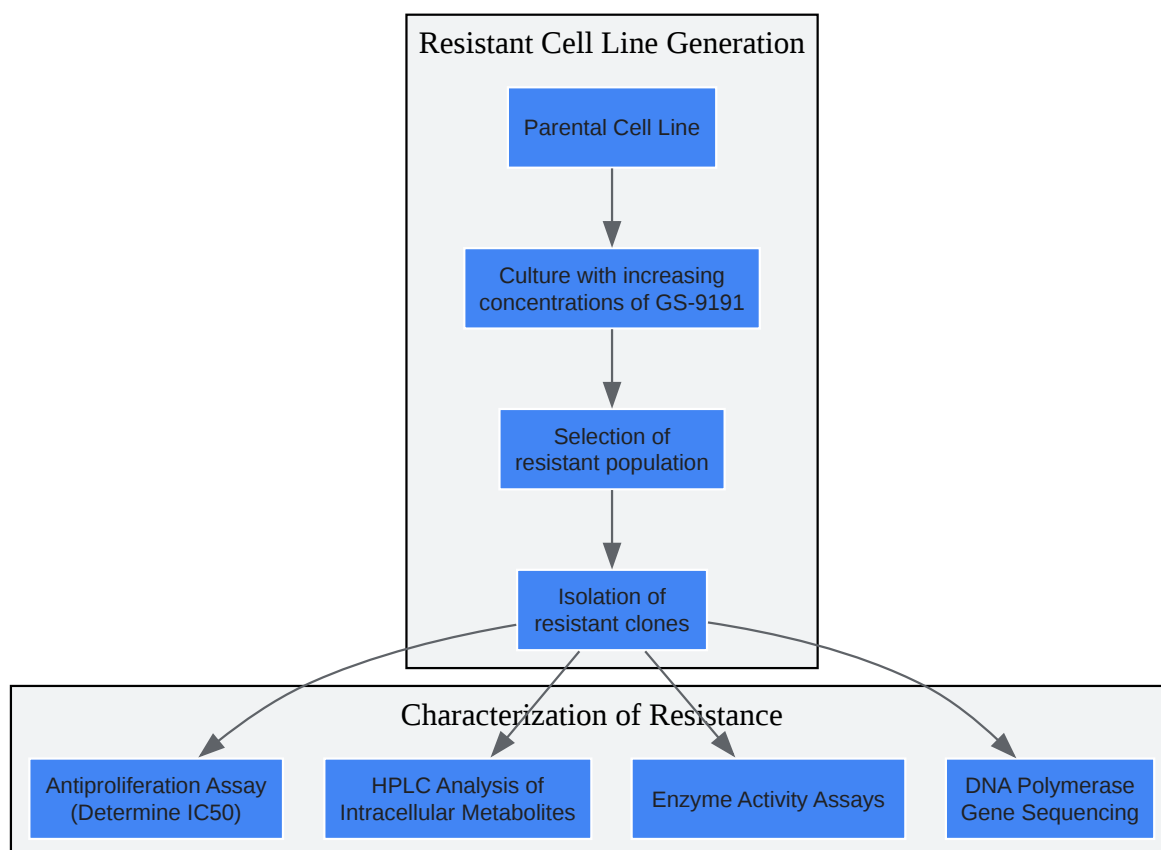 Resistant Cell Line Generation
Parental Cell Line
Culture with increasing
concentrations of GS-9191
Selection of
resistant population
Isolation of
resistant clones
Characterization of Resistance
Antiproliferation Assay
(Determine IC50)
HPLC Analysis of
Intracellular Metabolites
Enzyme Activity Assays
DNA Polymerase
Gene Sequencing